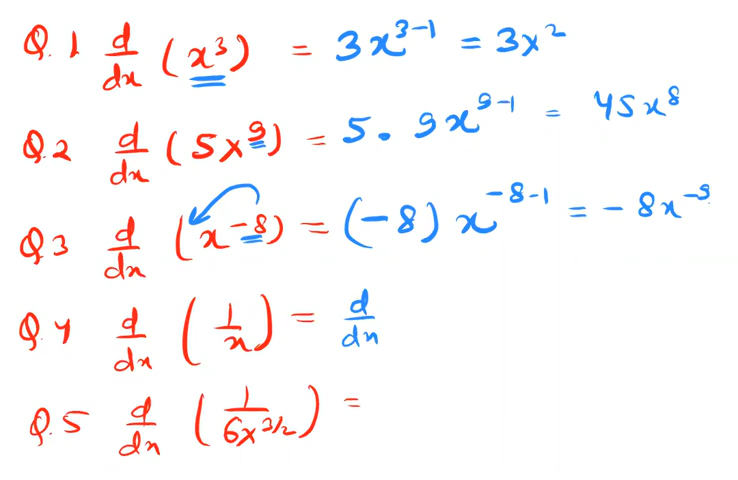 Q.1 d/dx (x³) = 3x³⁻¹ = 3x²
Q.2 d/dx (5x⁹) = 5 · 9x⁹⁻¹ = 45x⁸
Q.3 d/dx (x⁻⁸) = (-8) x⁻⁸⁻¹ = -8x⁻⁹
Q.4 d/dx (1/x) = d/dx
Q.5 d/dx (1/6x³ᐟ²) =